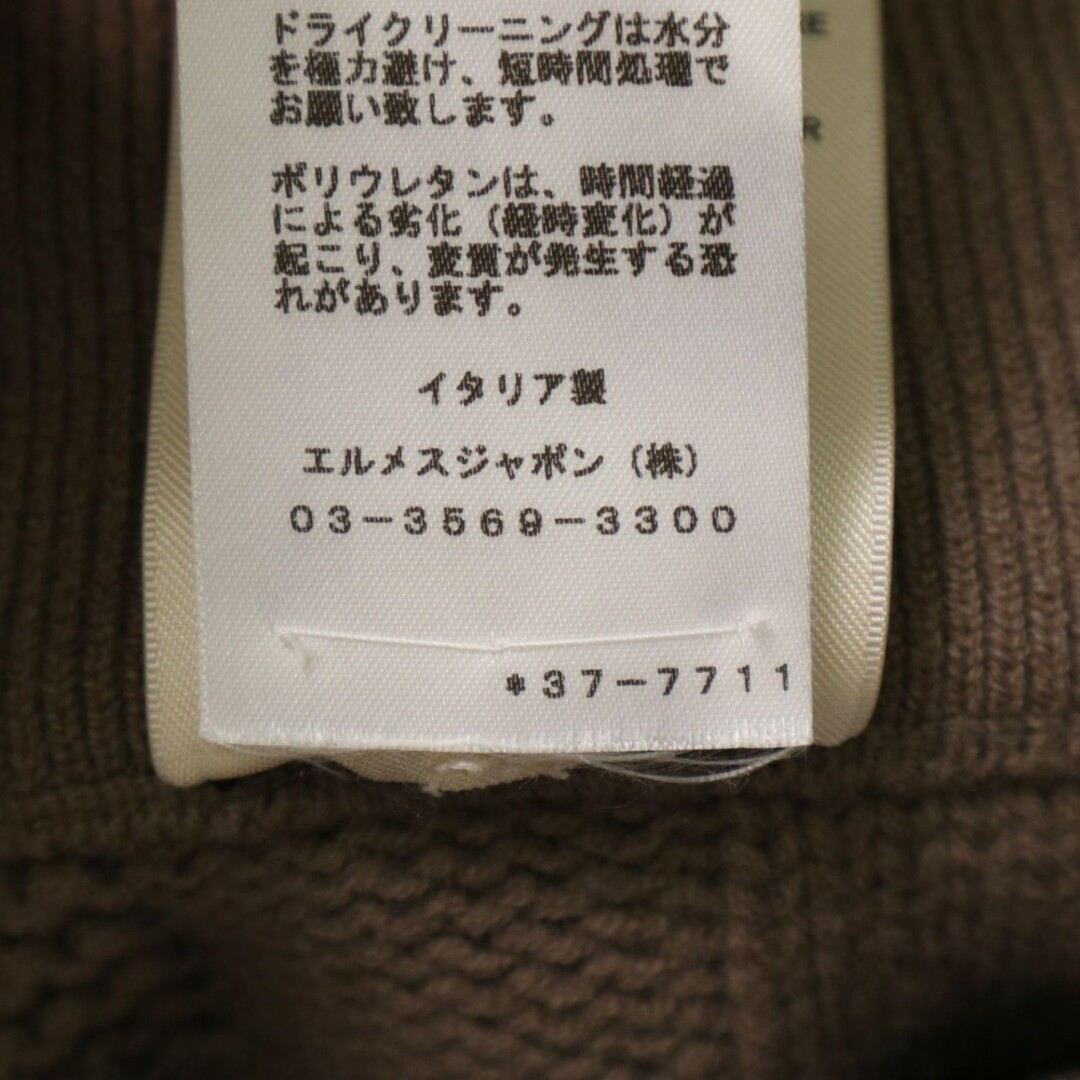 ドライクリーニングは水分
を極力避け、短時間処理で
お願い致します。
ポリウレタンは、時間経過
による劣化（経時変化）が
起こり、変質が発生する恐
れがあります。
イタリア製
エルメスジャポン（株）
03-3569-3300
*37-7711